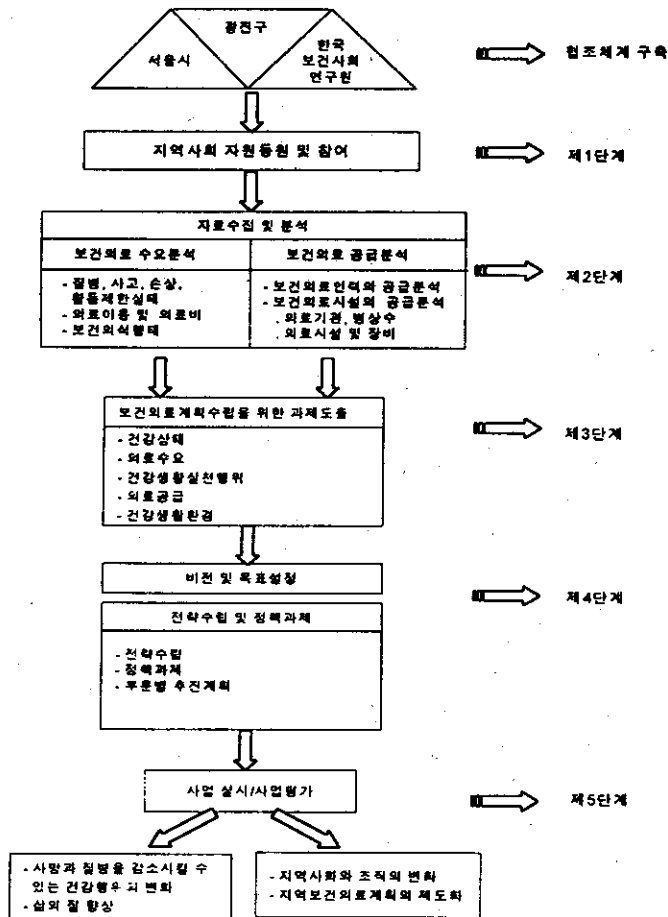 광진구
서울시
한국
보건사회
연구원
협조체계 구축
지역사회 자원동원 및 참여
제1단계
자료수집 및 분석
보건의료 수요분석
보건의료 공급분석
- 질병, 사고, 손상,
활동제한실태
- 의료이용 및 의료비
- 보건의식행태
- 보건의료인력의 공급분석
- 보건의료시설의 공급분석
. 의료기관, 병상수
. 의료시설 및 장비
제2단계
보건의료계획수립을 위한 과제도출
- 건강상태
- 의료수요
- 건강생활실천행위
- 의료공급
- 건강생활환경
제3단계
비전 및 목표설정
전략수립 및 정책과제
- 전략수립
- 정책과제
- 부문별 추진계획
제4단계
사업 실시/사업평가
제5단계
- 사망과 질병을 감소시킬 수
있는 건강행위의 변화
- 삶의 질 향상
- 지역사회와 조직의 변화
- 지역보건의료계획의 제도화